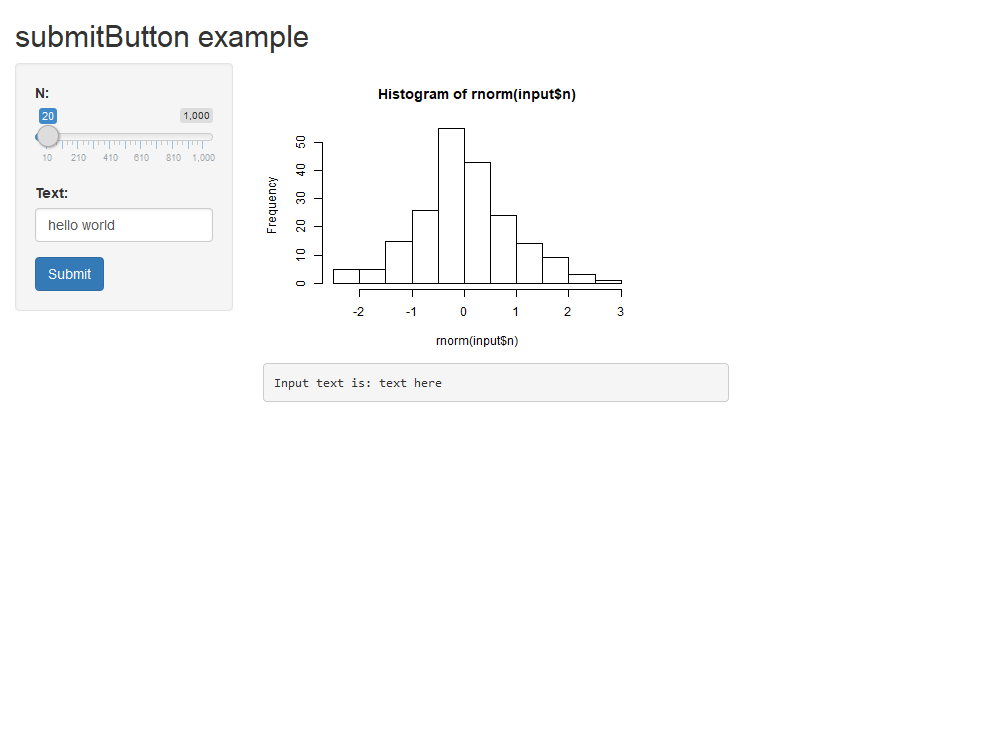 submitButton example
N:
20 1,000
10 210 410 610 810 1,000
Text:
hello world
Submit
Histogram of rnorm(input$n)
Frequency
50
40
30
20
10
0
-2 -1 0 1 2 3
rnorm(input$n)
Input text is: text here